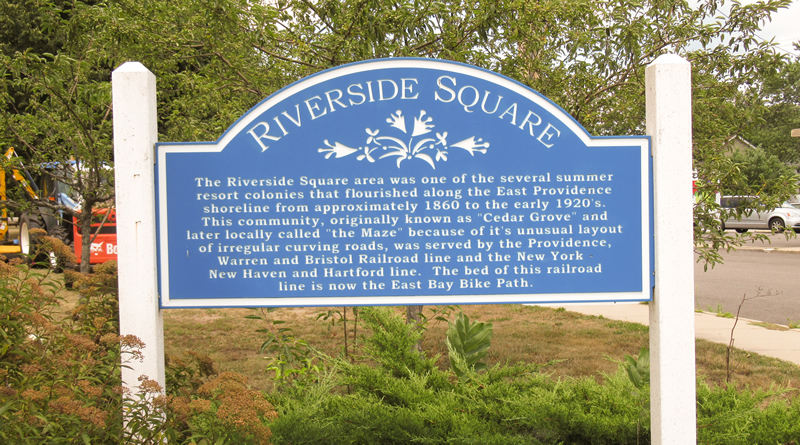 RIVERSIDE SQUARE
The Riverside Square area was one of the several summer
resort colonies that flourished along the East Providence
shoreline from approximately 1860 to the early 1920's.
This community, originally known as "Cedar Grove" and
later locally called "the Maze" because of it's unusual layout
of irregular curving roads, was served by the Providence,
Warren and Bristol Railroad line and the New York
New Haven and Hartford line. The bed of this railroad
line is now the East Bay Bike Path.